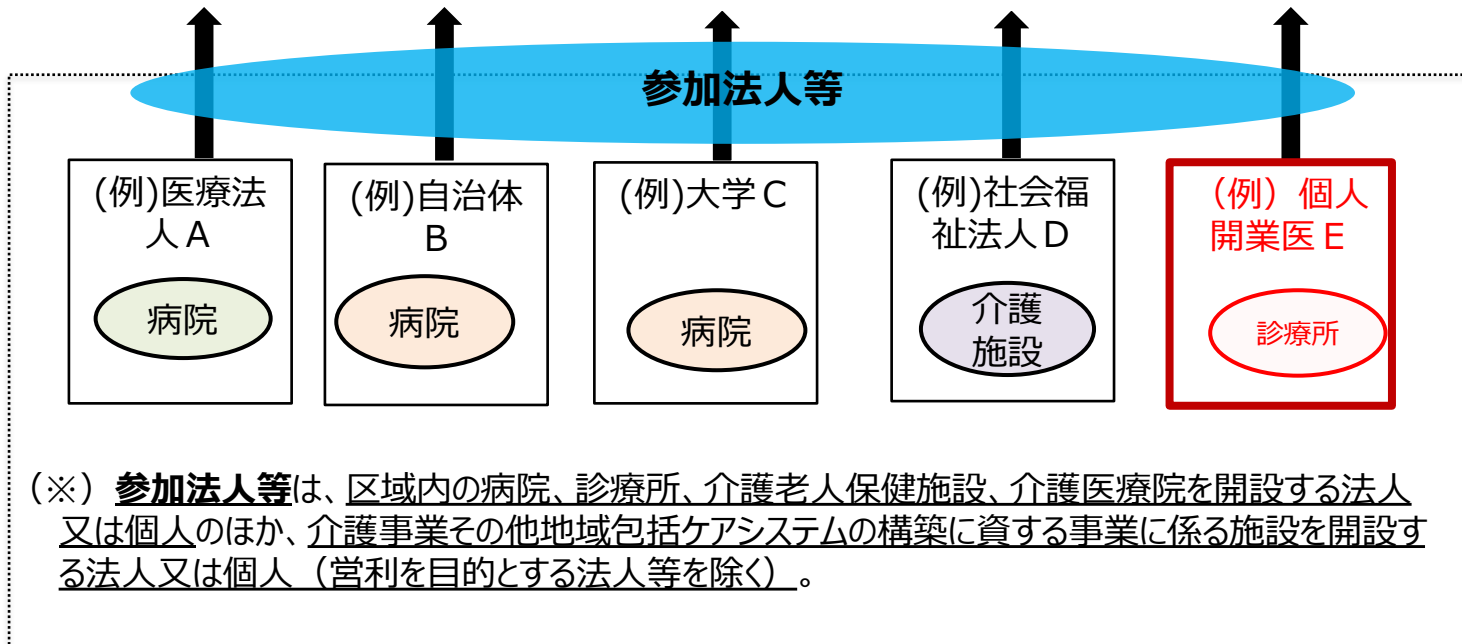 参加法人等
(例)医療法
人A
病院
(例)自治体
B
病院
(例)大学C
病院
(例)社会福
祉法人D
介護
施設
（例）個人
開業医E
診療所
（※）参加法人等は、区域内の病院、診療所、介護老人保健施設、介護医療院を開設する法人
又は個人のほか、介護事業その他地域包括ケアシステムの構築に資する事業に係る施設を開設す
る法人又は個人（営利を目的とする法人等を除く）。